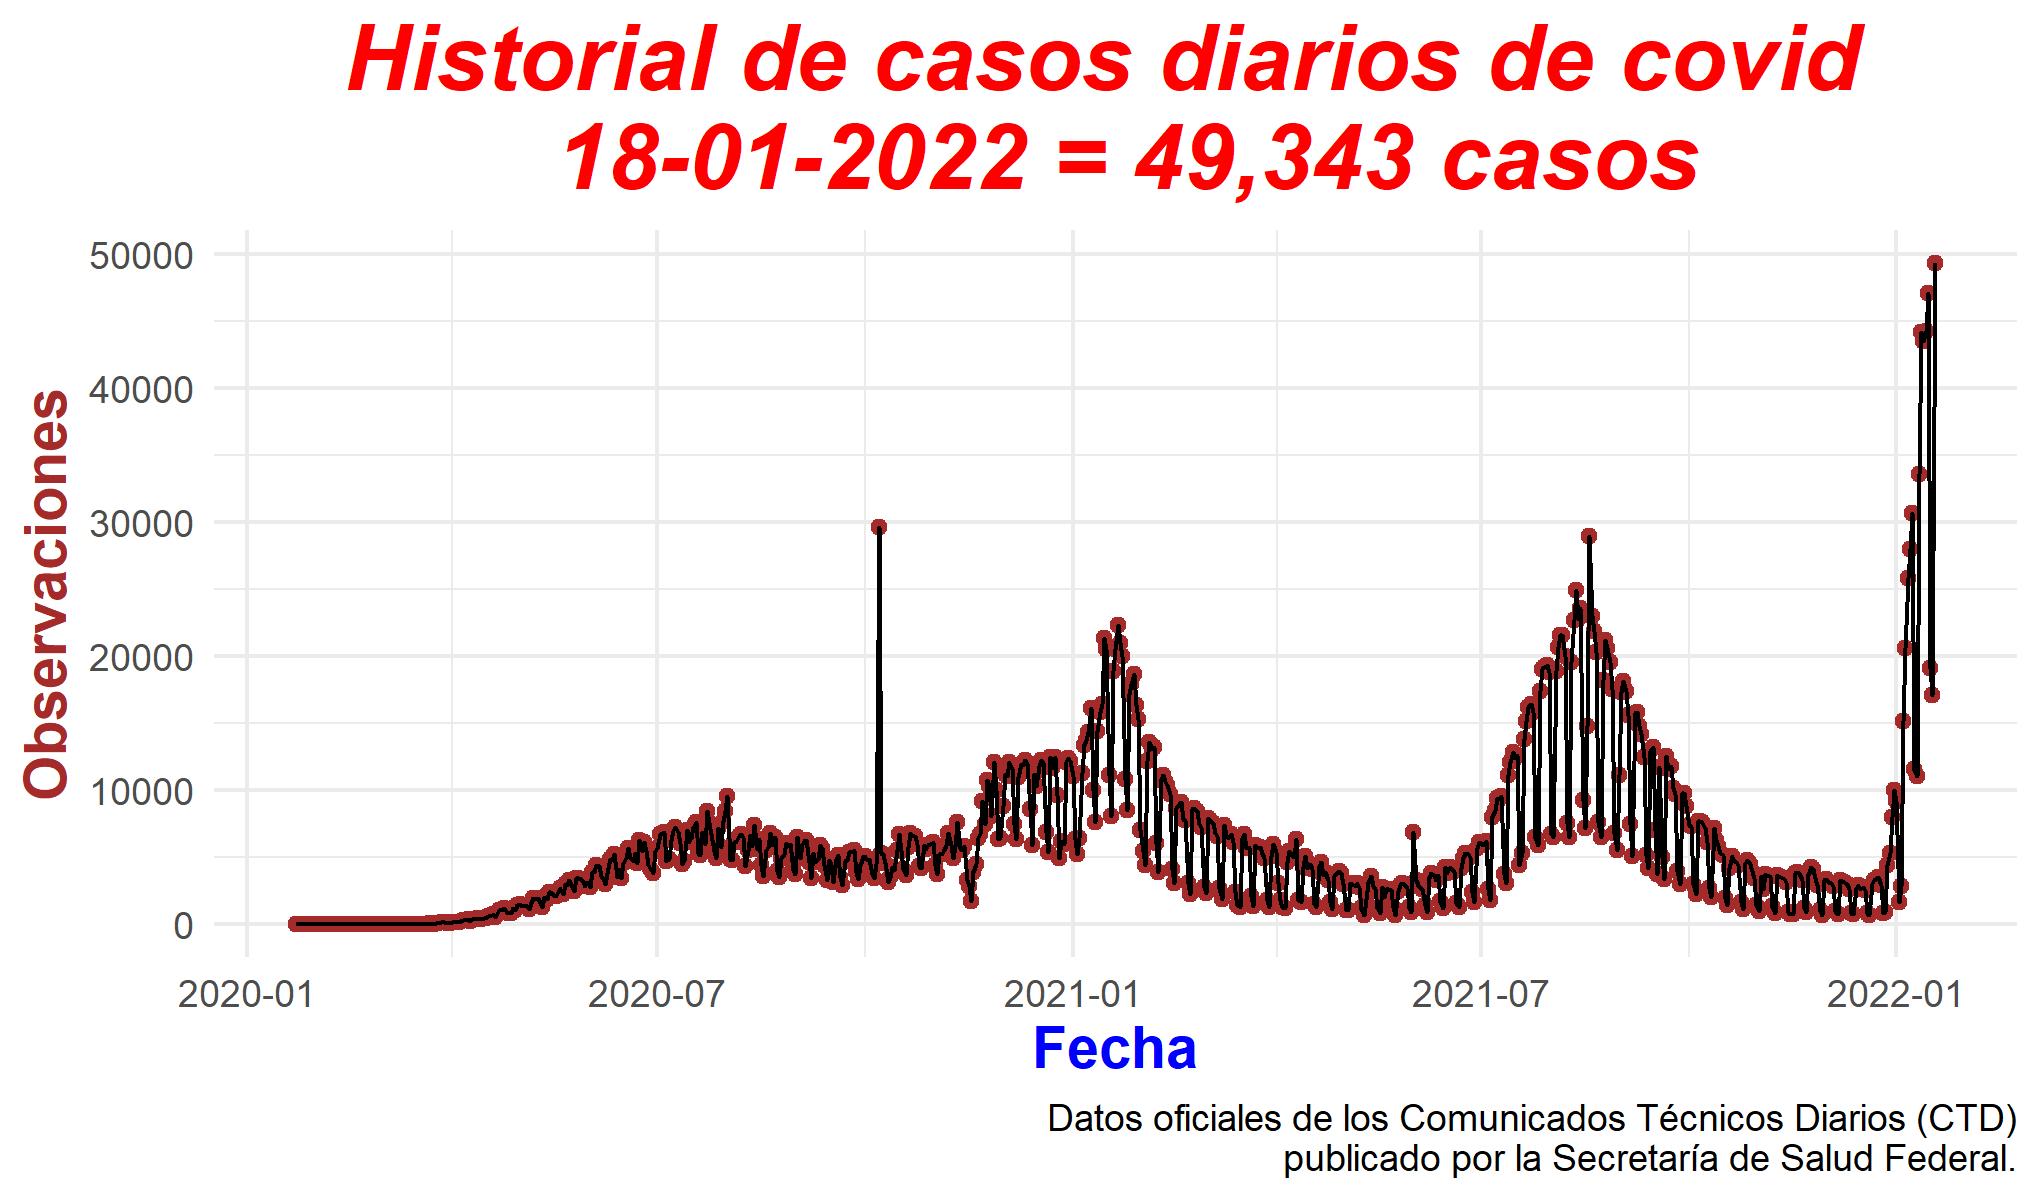 Historial de casos diarios de covid
18-01-2022 = 49,343 casos
50000
40000
30000
20000
10000
0
Observaciones
2020-01
2020-07
2021-01
2021-07
2022-01
Fecha
Datos oficiales de los Comunicados Técnicos Diarios (CTD)
publicado por la Secretaría de Salud Federal.